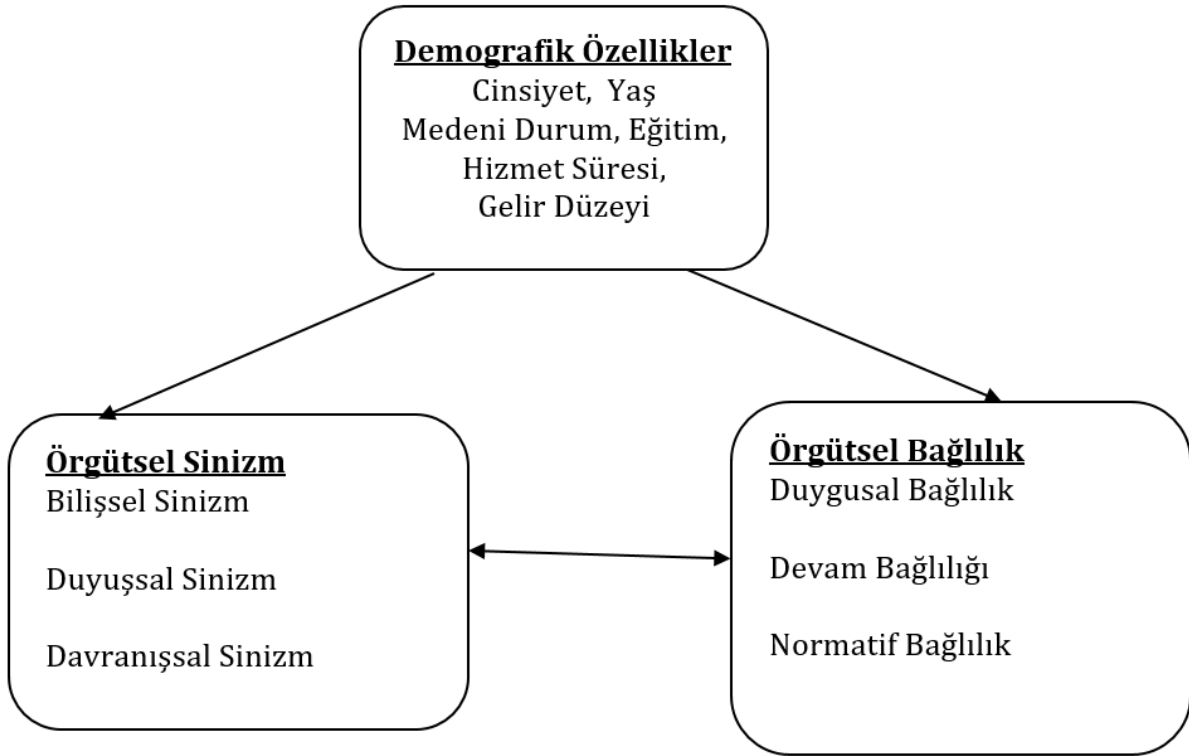 Demografik Özellikler
Cinsiyet,  Yaş
Medeni Durum, Eğitim,
Hizmet Süresi,
Gelir Düzeyi
Örgütsel Sinizm
Bilişsel Sinizm
Duyuşsal Sinizm
Davranışsal Sinizm
Örgütsel Bağlılık
Duygusal Bağlılık
Devam Bağlılığı
Normatif Bağlılık